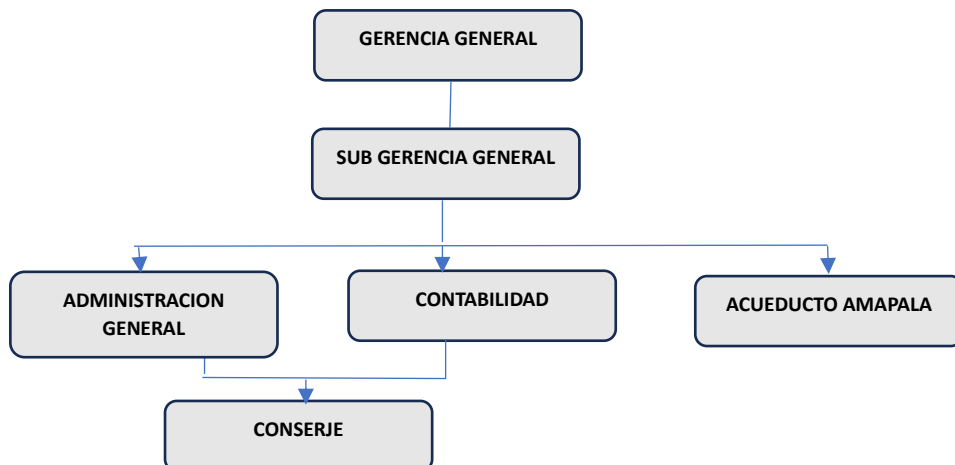 GERENCIA GENERAL
SUB GERENCIA GENERAL
ADMINISTRACION
GENERAL
CONTABILIDAD
ACUEDUCTO AMAPALA
CONSERJE